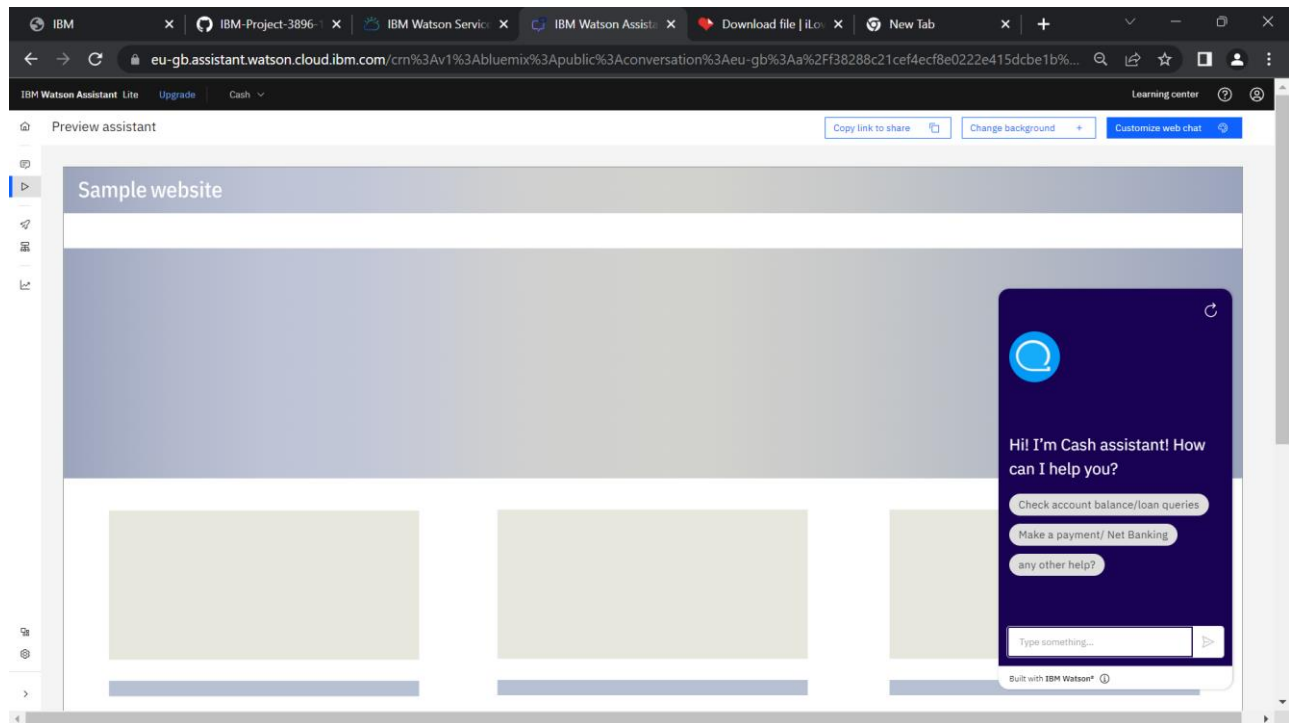 IBM
IBM-Project-3896-1
IBM Watson Service
IBM Watson Assista
Download file | iLov
New Tab
eu-gb.assistant.watson.cloud.ibm.com/crn%3Av1%3Abluemix%3Apublic%3Aconversation%3Aeu-gb%3Aa%2Ff38288c21cef4ecf8e0222e415dcbe1b%...
IBM Watson Assistant Lite Upgrade Cash Learning center
Preview assistant
Copy link to share
Change background +
Customize web chat
Sample website
Hi! I'm Cash assistant! How
can I help you?
Check account balance/loan queries
Make a payment/ Net Banking
any other help?
Type something...
Built with IBM Watson®